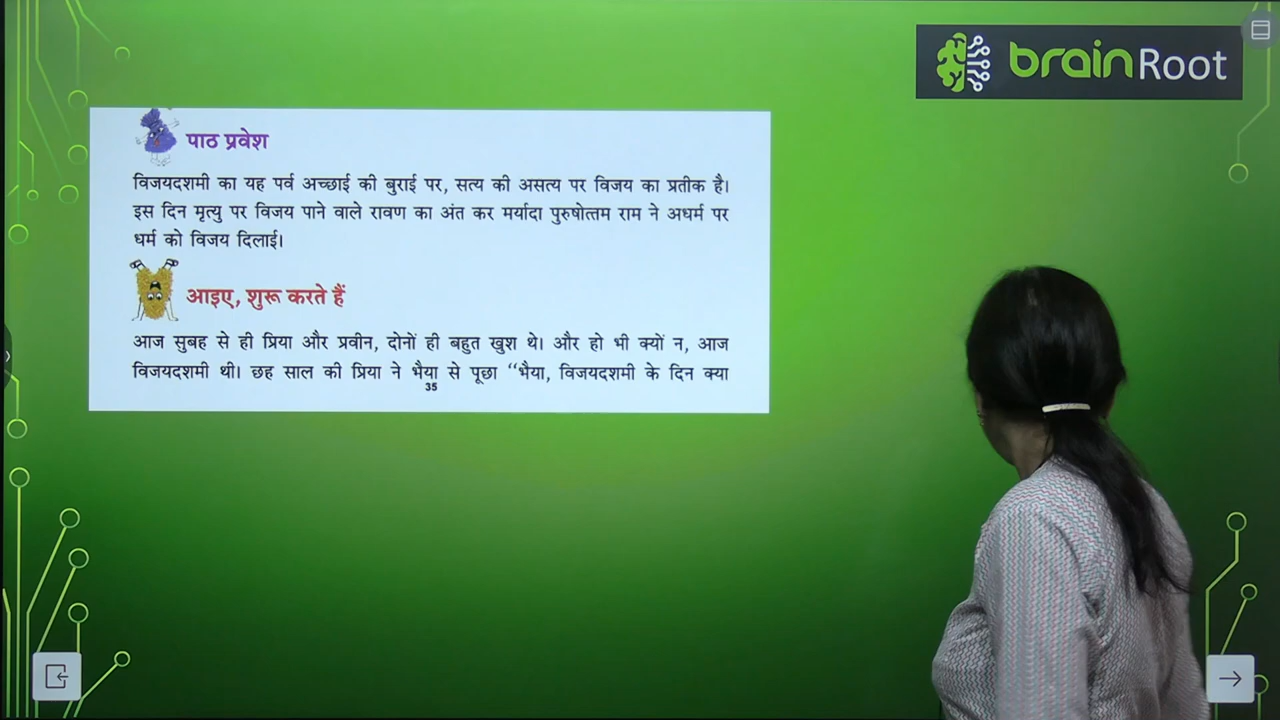 brainRoot
पाठ प्रवेश
विजयदशमी का यह पर्व अच्छाई की बुराई पर, सत्य की असत्य पर विजय का प्रतीक है।
इस दिन मृत्यु पर विजय पाने वाले रावण का अंत कर मर्यादा पुरुषोत्तम राम ने अधर्म पर
धर्म को विजय दिलाई।
आइए, शुरू करते हैं
आज सुबह से ही प्रिया और प्रवीन, दोनों ही बहुत खुश थे। और हो भी क्यों न, आज
विजयदशमी थी। छह साल की प्रिया ने भैया से पूछा “भैया, विजयदशमी के दिन क्या
35